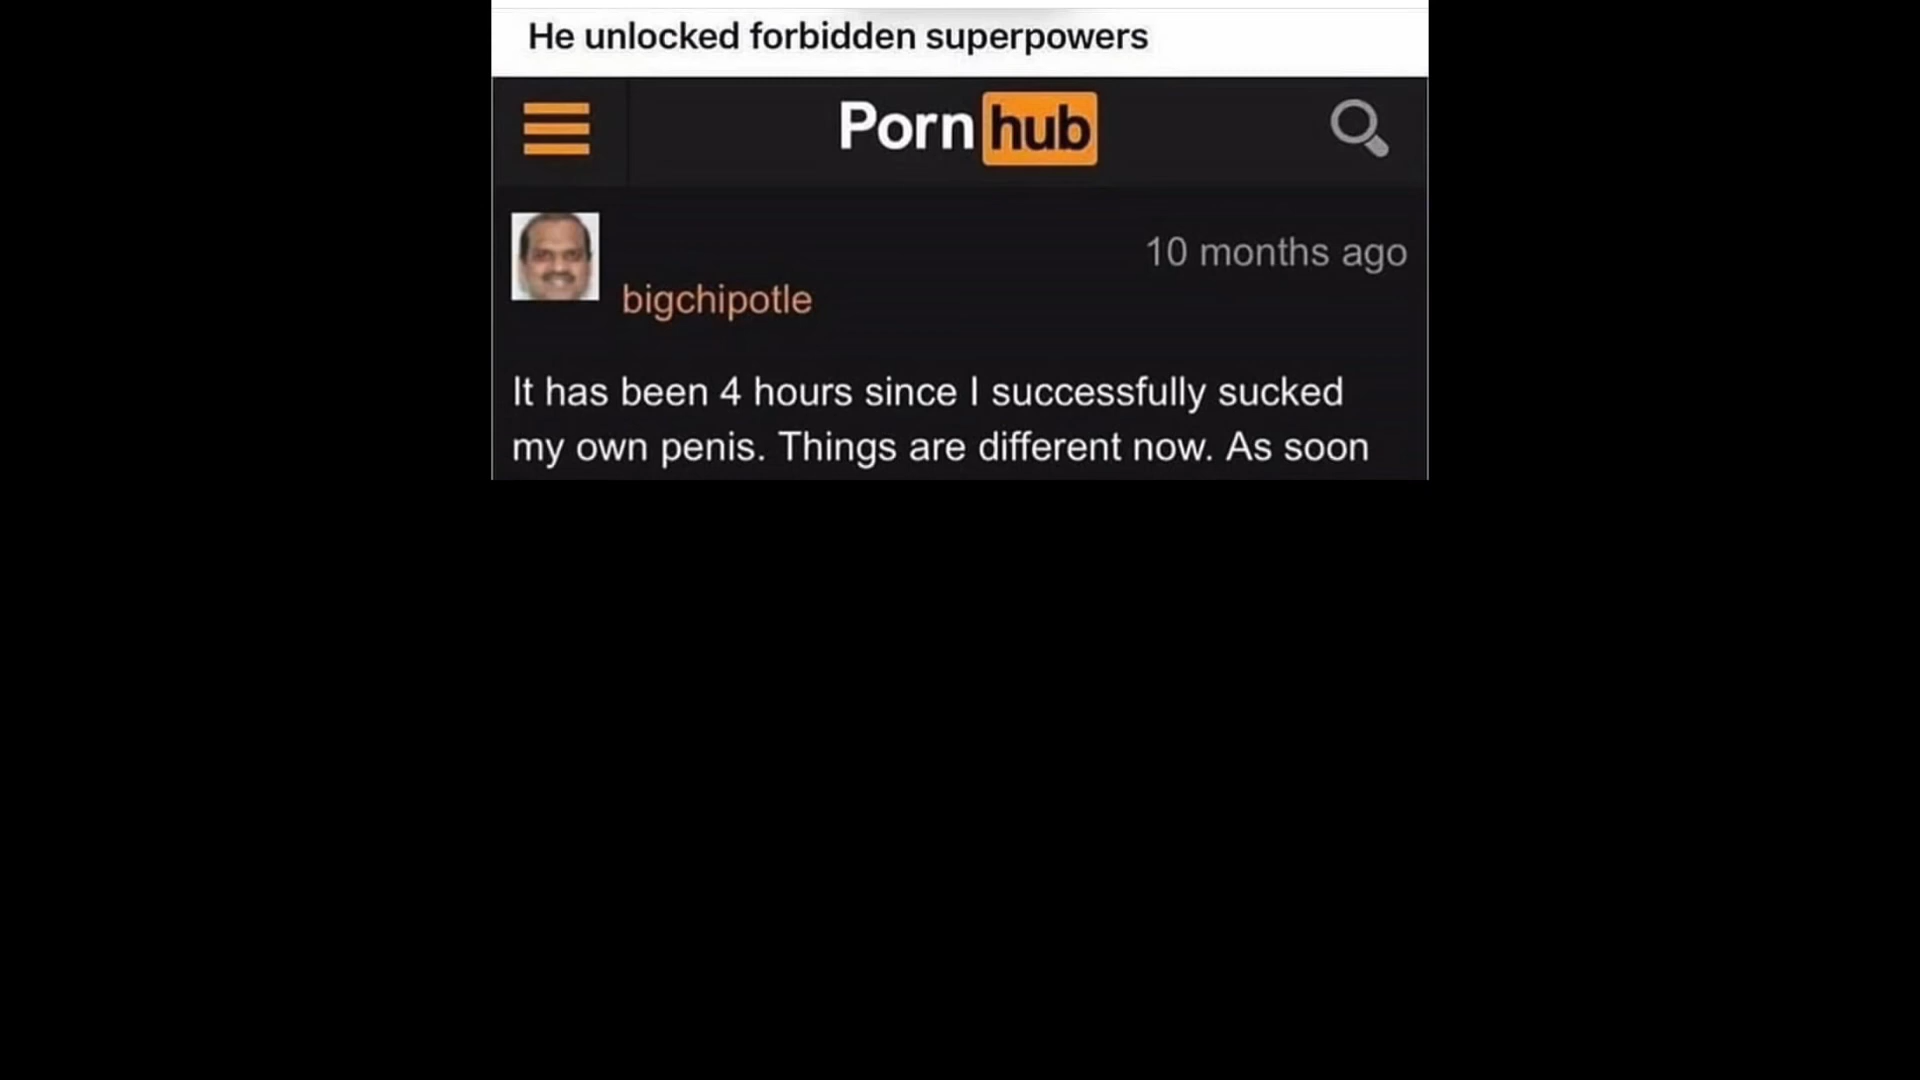 He unlocked forbidden superpowers
Porn hub
10 months ago
bigchipotle
It has been 4 hours since I successfully sucked
my own penis. Things are different now. As soon